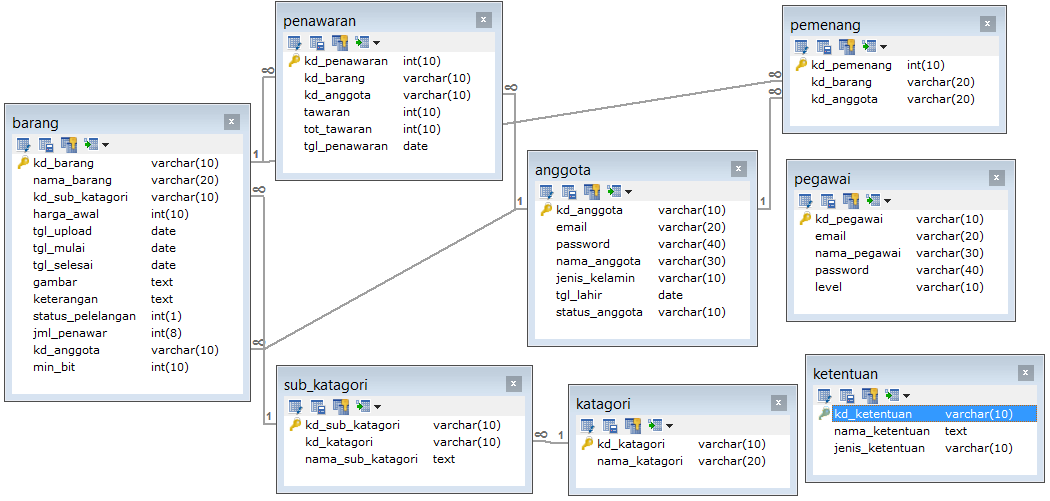 penawaran
kd_penawaran int(10)
kd_barang varchar(10)
kd_anggota varchar(10)
tawaran int(10)
tot_tawaran int(10)
tgl_penawaran date
pemenang
kd_pemenang int(10)
kd_barang varchar(20)
kd_anggota varchar(20)
barang
kd_barang varchar(10)
nama_barang varchar(20)
kd_sub_katagori varchar(10)
harga_awal int(10)
tgl_upload date
tgl_mulai date
tgl_selesai date
gambar text
keterangan text
status_pelelangan int(1)
jml_penawar int(8)
kd_anggota varchar(10)
min_bit int(10)
anggota
kd_anggota varchar(10)
email varchar(20)
password varchar(40)
nama_anggota varchar(30)
jenis_kelamin varchar(10)
tgl_lahir date
status_anggota varchar(10)
pegawai
kd_pegawai varchar(10)
email varchar(20)
nama_pegawai varchar(30)
password varchar(40)
level varchar(10)
sub_katagori
kd_sub_katagori varchar(10)
kd_katagori varchar(10)
nama_sub_katagori text
katagori
kd_katagori varchar(10)
nama_katagori varchar(20)
ketentuan
kd_ketentuan varchar(10)
nama_ketentuan text
jenis_ketentuan varchar(10)
1
∞
∞
1
∞
∞
1
∞
1
∞
∞
1